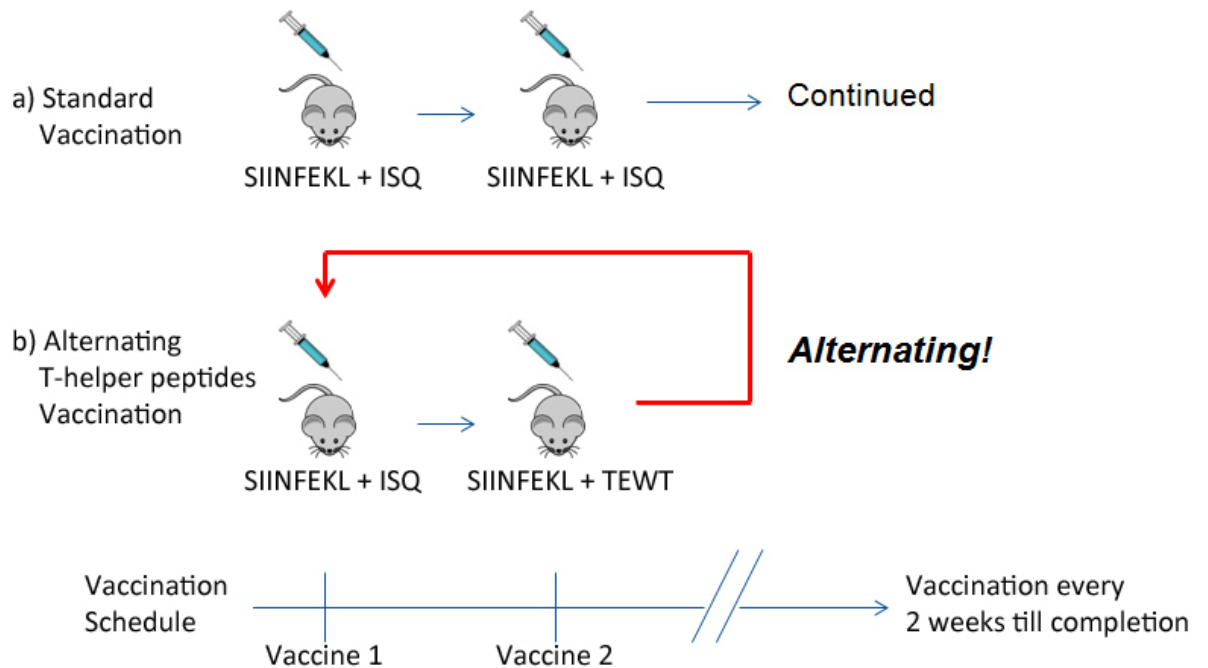 a) Standard
Vaccination
SIINFEKL + ISQ
SIINFEKL + ISQ
Continued
b) Alternating
T-helper peptides
Vaccination
SIINFEKL + ISQ
SIINFEKL + TEWT
Alternating!
Vaccination
Schedule
Vaccine 1
Vaccine 2
Vaccination every
2 weeks till completion